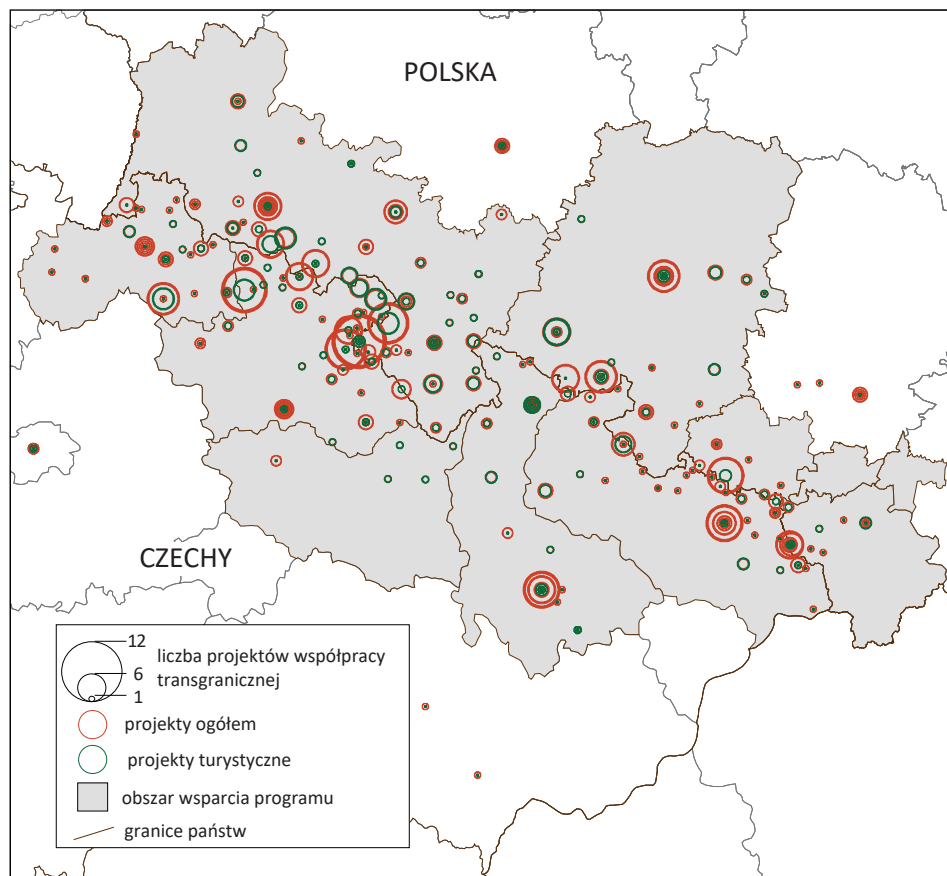 POLSKA
CZECHY
12
6
1
liczba projektów współpracy
transgranicznej
projekty ogółem
projekty turystyczne
obszar wsparcia programu
granice państw